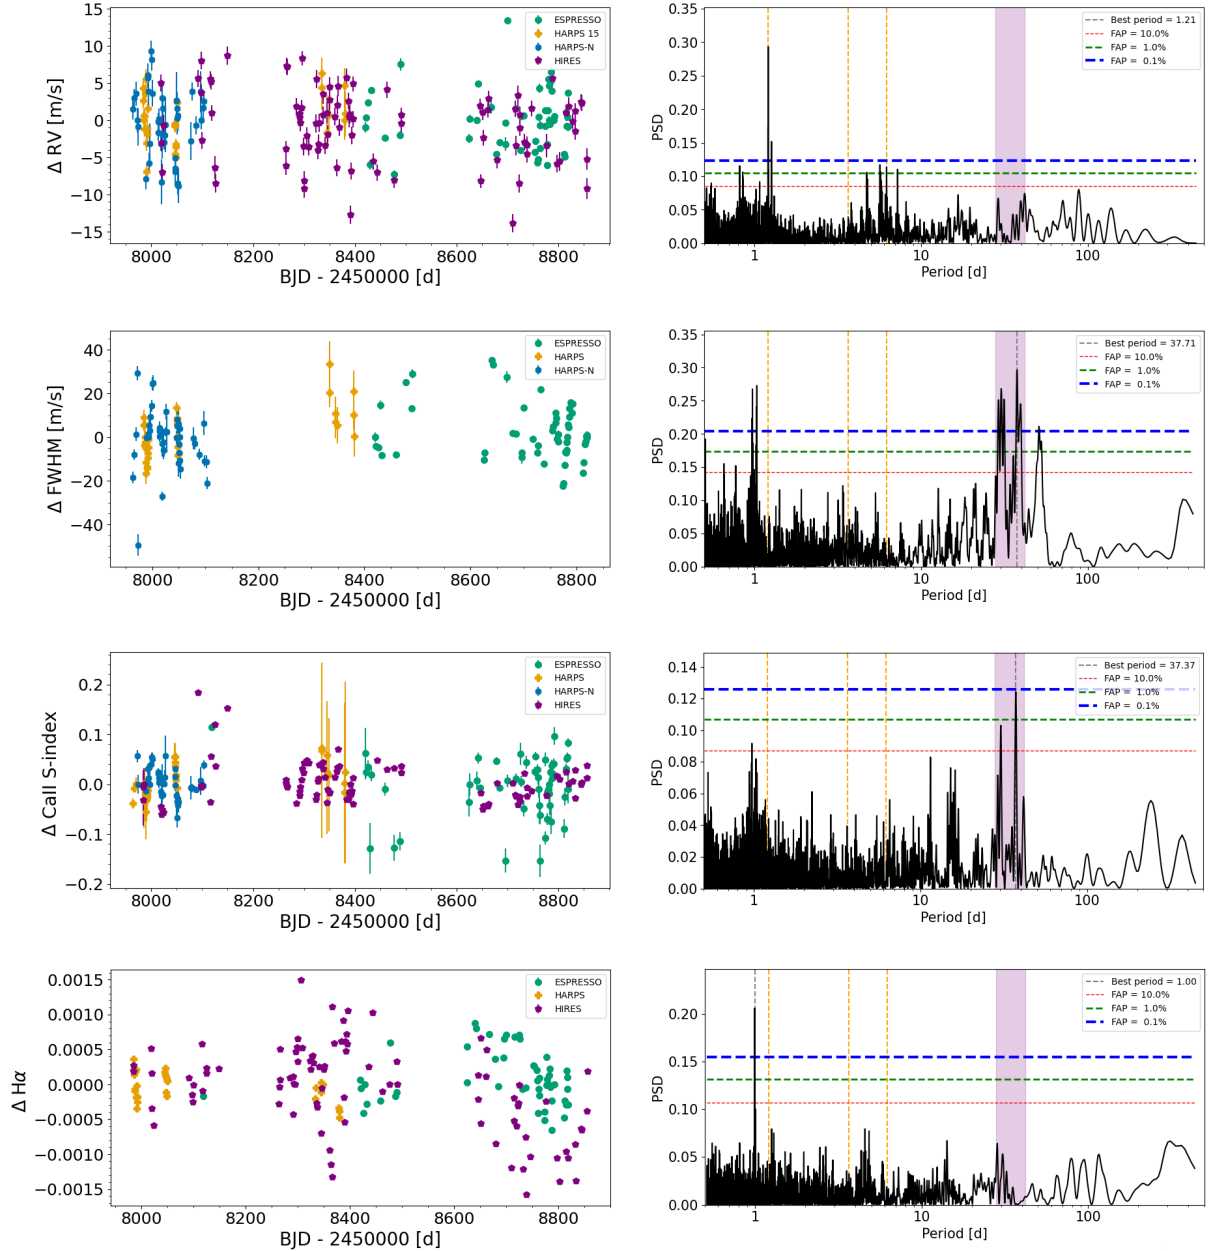 15
10
5
0
−5
−10
−15
8000 8200 8400 8600 8800
BJD - 2450000 [d]
Δ RV [m/s]
ESPRESSO
HARPS 15
HARPS-N
HIRES
0.35
0.30
0.25
0.20
0.15
0.10
0.05
0.00
1 10 100
Period [d]
PSD
Best period = 1.21
FAP = 10.0%
FAP = 1.0%
FAP = 0.1%
40
20
0
−20
−40
8000 8200 8400 8600 8800
BJD - 2450000 [d]
Δ FWHM [m/s]
ESPRESSO
HARPS
HARPS-N
0.35
0.30
0.25
0.20
0.15
0.10
0.05
0.00
1 10 100
Period [d]
PSD
Best period = 37.71
FAP = 10.0%
FAP = 1.0%
FAP = 0.1%
0.2
0.1
0.0
−0.1
−0.2
8000 8200 8400 8600 8800
BJD - 2450000 [d]
Δ CaII S-index
ESPRESSO
HARPS
HARPS-N
HIRES
0.14
0.12
0.10
0.08
0.06
0.04
0.02
0.00
1 10 100
Period [d]
PSD
Best period = 37.37
FAP = 10.0%
FAP = 1.0%
FAP = 0.1%
0.0015
0.0010
0.0005
0.0000
−0.0005
−0.0010
−0.0015
8000 8200 8400 8600 8800
BJD - 2450000 [d]
Δ Hα
ESPRESSO
HARPS
HIRES
0.20
0.15
0.10
0.05
0.00
1 10 100
Period [d]
PSD
Best period = 1.00
FAP = 10.0%
FAP = 1.0%
FAP = 0.1%